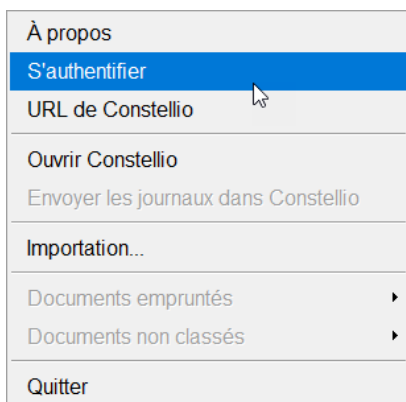 À propos
S'authentifier
URL de Constellio
Ouvrir Constellio
Envoyer les journaux dans Constellio
Importation...
Documents empruntés
Documents non classés
Quitter